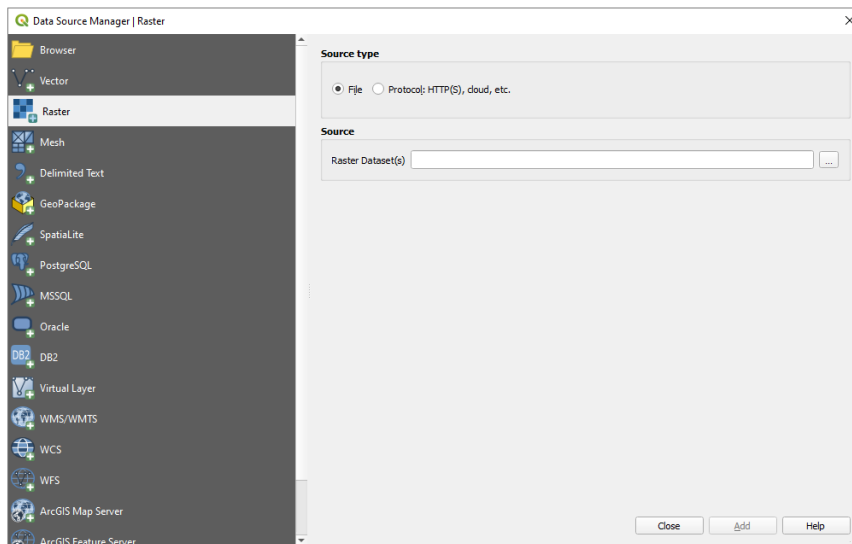 Data Source Manager | Raster
Browser
Vector
Raster
Mesh
Delimited Text
GeoPackage
SpatiaLite
PostgreSQL
MSSQL
Oracle
DB2 DB2
Virtual Layer
WMS/WMTS
WCS
WFS
ArcGIS Map Server
ArcGIS Feature Server
Source type
File Protocol: HTTP(S), cloud, etc.
Source
Raster Dataset(s) ...
Close Add Help